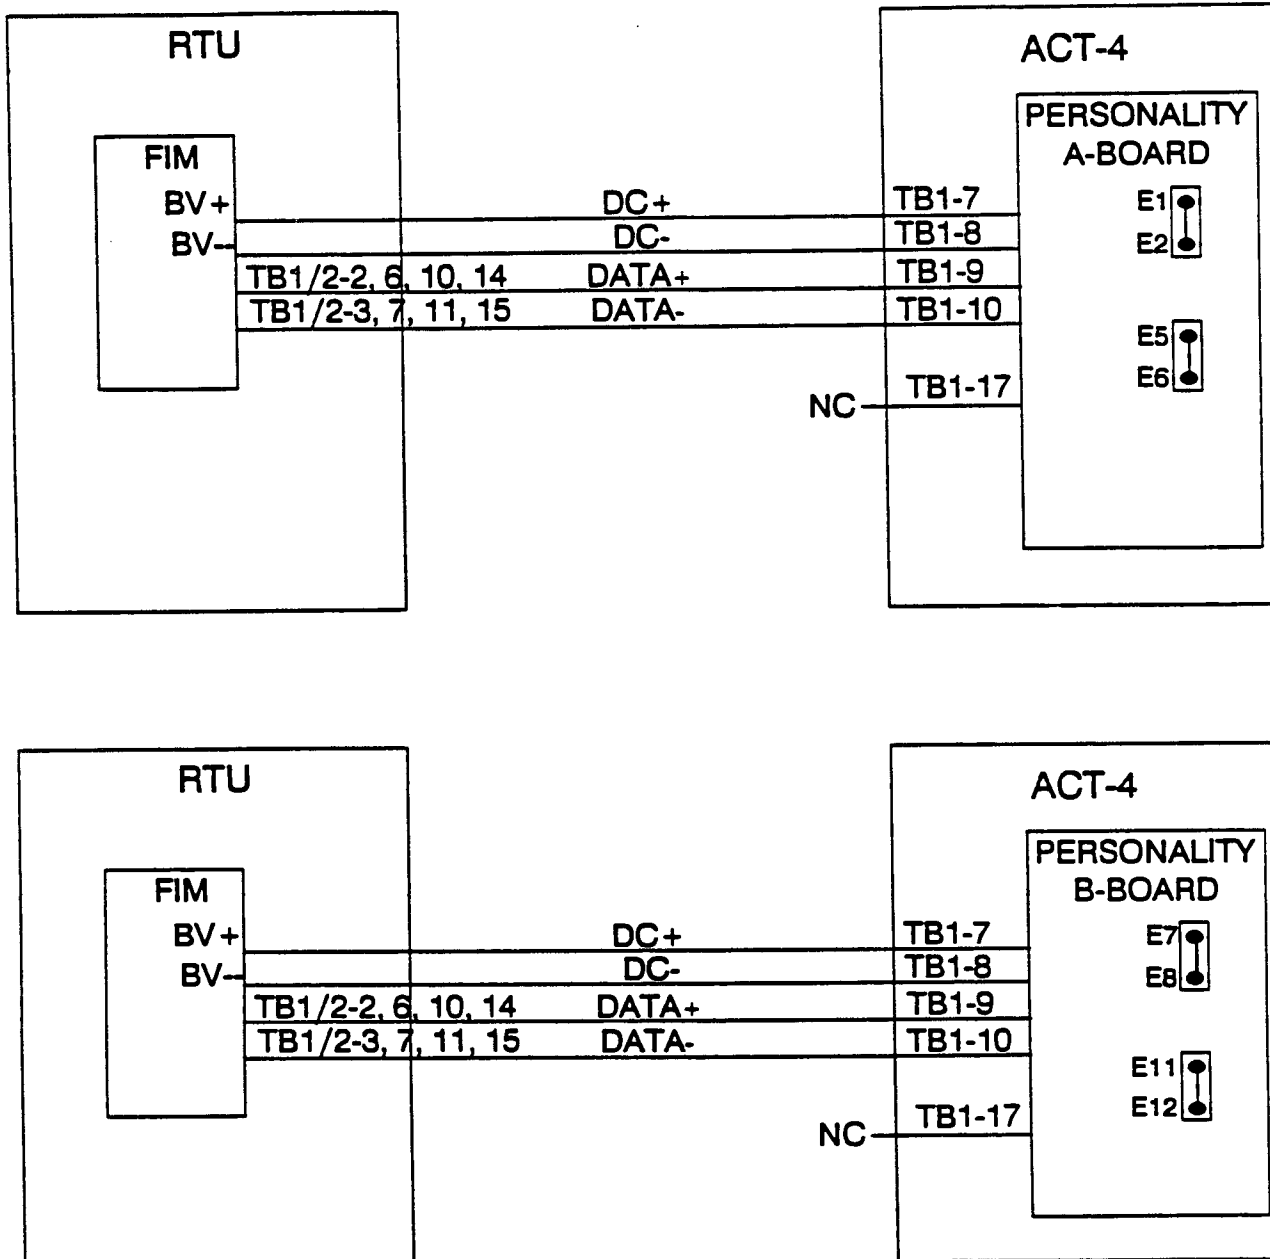 RTU
ACT-4
PERSONALITY
A-BOARD
FIM
BV+
DC+
TB1-7
E1
BV-
DC-
TB1-8
E2
TB1/2-2, 6, 10, 14
DATA+
TB1-9
TB1/2-3, 7, 11, 15
DATA-
TB1-10
E5
E6
NC
TB1-17
RTU
ACT-4
PERSONALITY
B-BOARD
FIM
BV+
DC+
TB1-7
E7
BV-
DC-
TB1-8
E8
TB1/2-2, 6, 10, 14
DATA+
TB1-9
TB1/2-3, 7, 11, 15
DATA-
TB1-10
E11
E12
NC
TB1-17